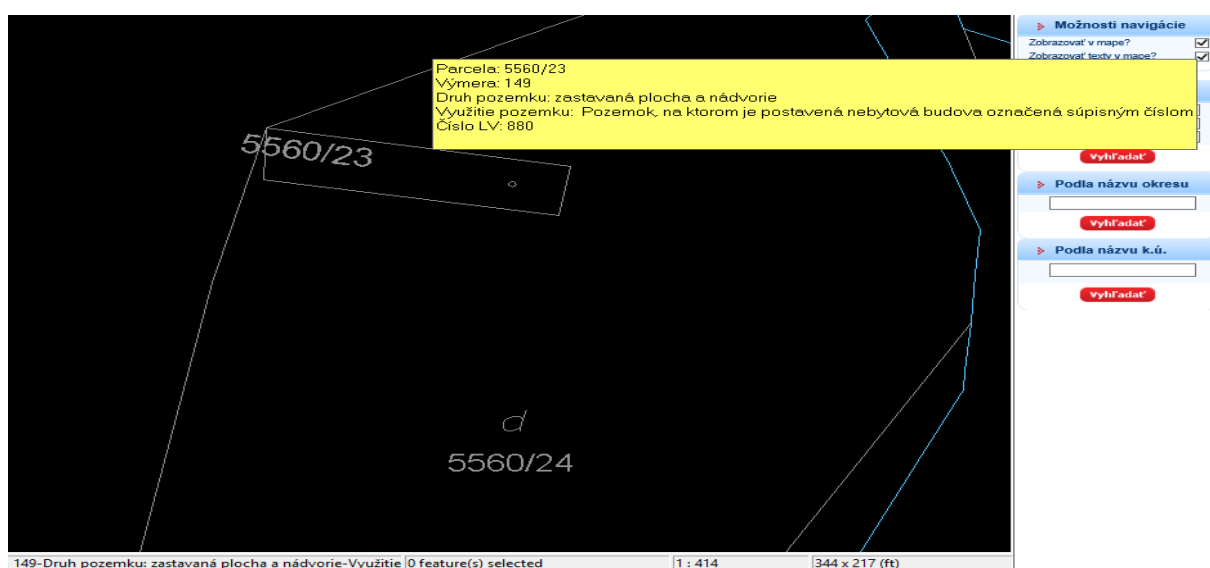 Parcela: 5560/23
Výmera: 149
Druh pozemku: zastavaná plocha a nádvorie
Využitie pozemku: Pozemok, na ktorom je postavená nebytová budova označená súpisným číslom
Číslo LV: 880
5560/23
d
5560/24
149-Druh pozemku: zastavaná plocha a nádvorie-Využitie
0 feature(s) selected
1 : 414
344 x 217 (ft)
Možnosti navigácie
Zobrazovať v mape?
Zobrazovať texty v mape?
Vyhľadať
Podla názvu okresu
Vyhľadať
Podla názvu k.ú.
Vyhľadať